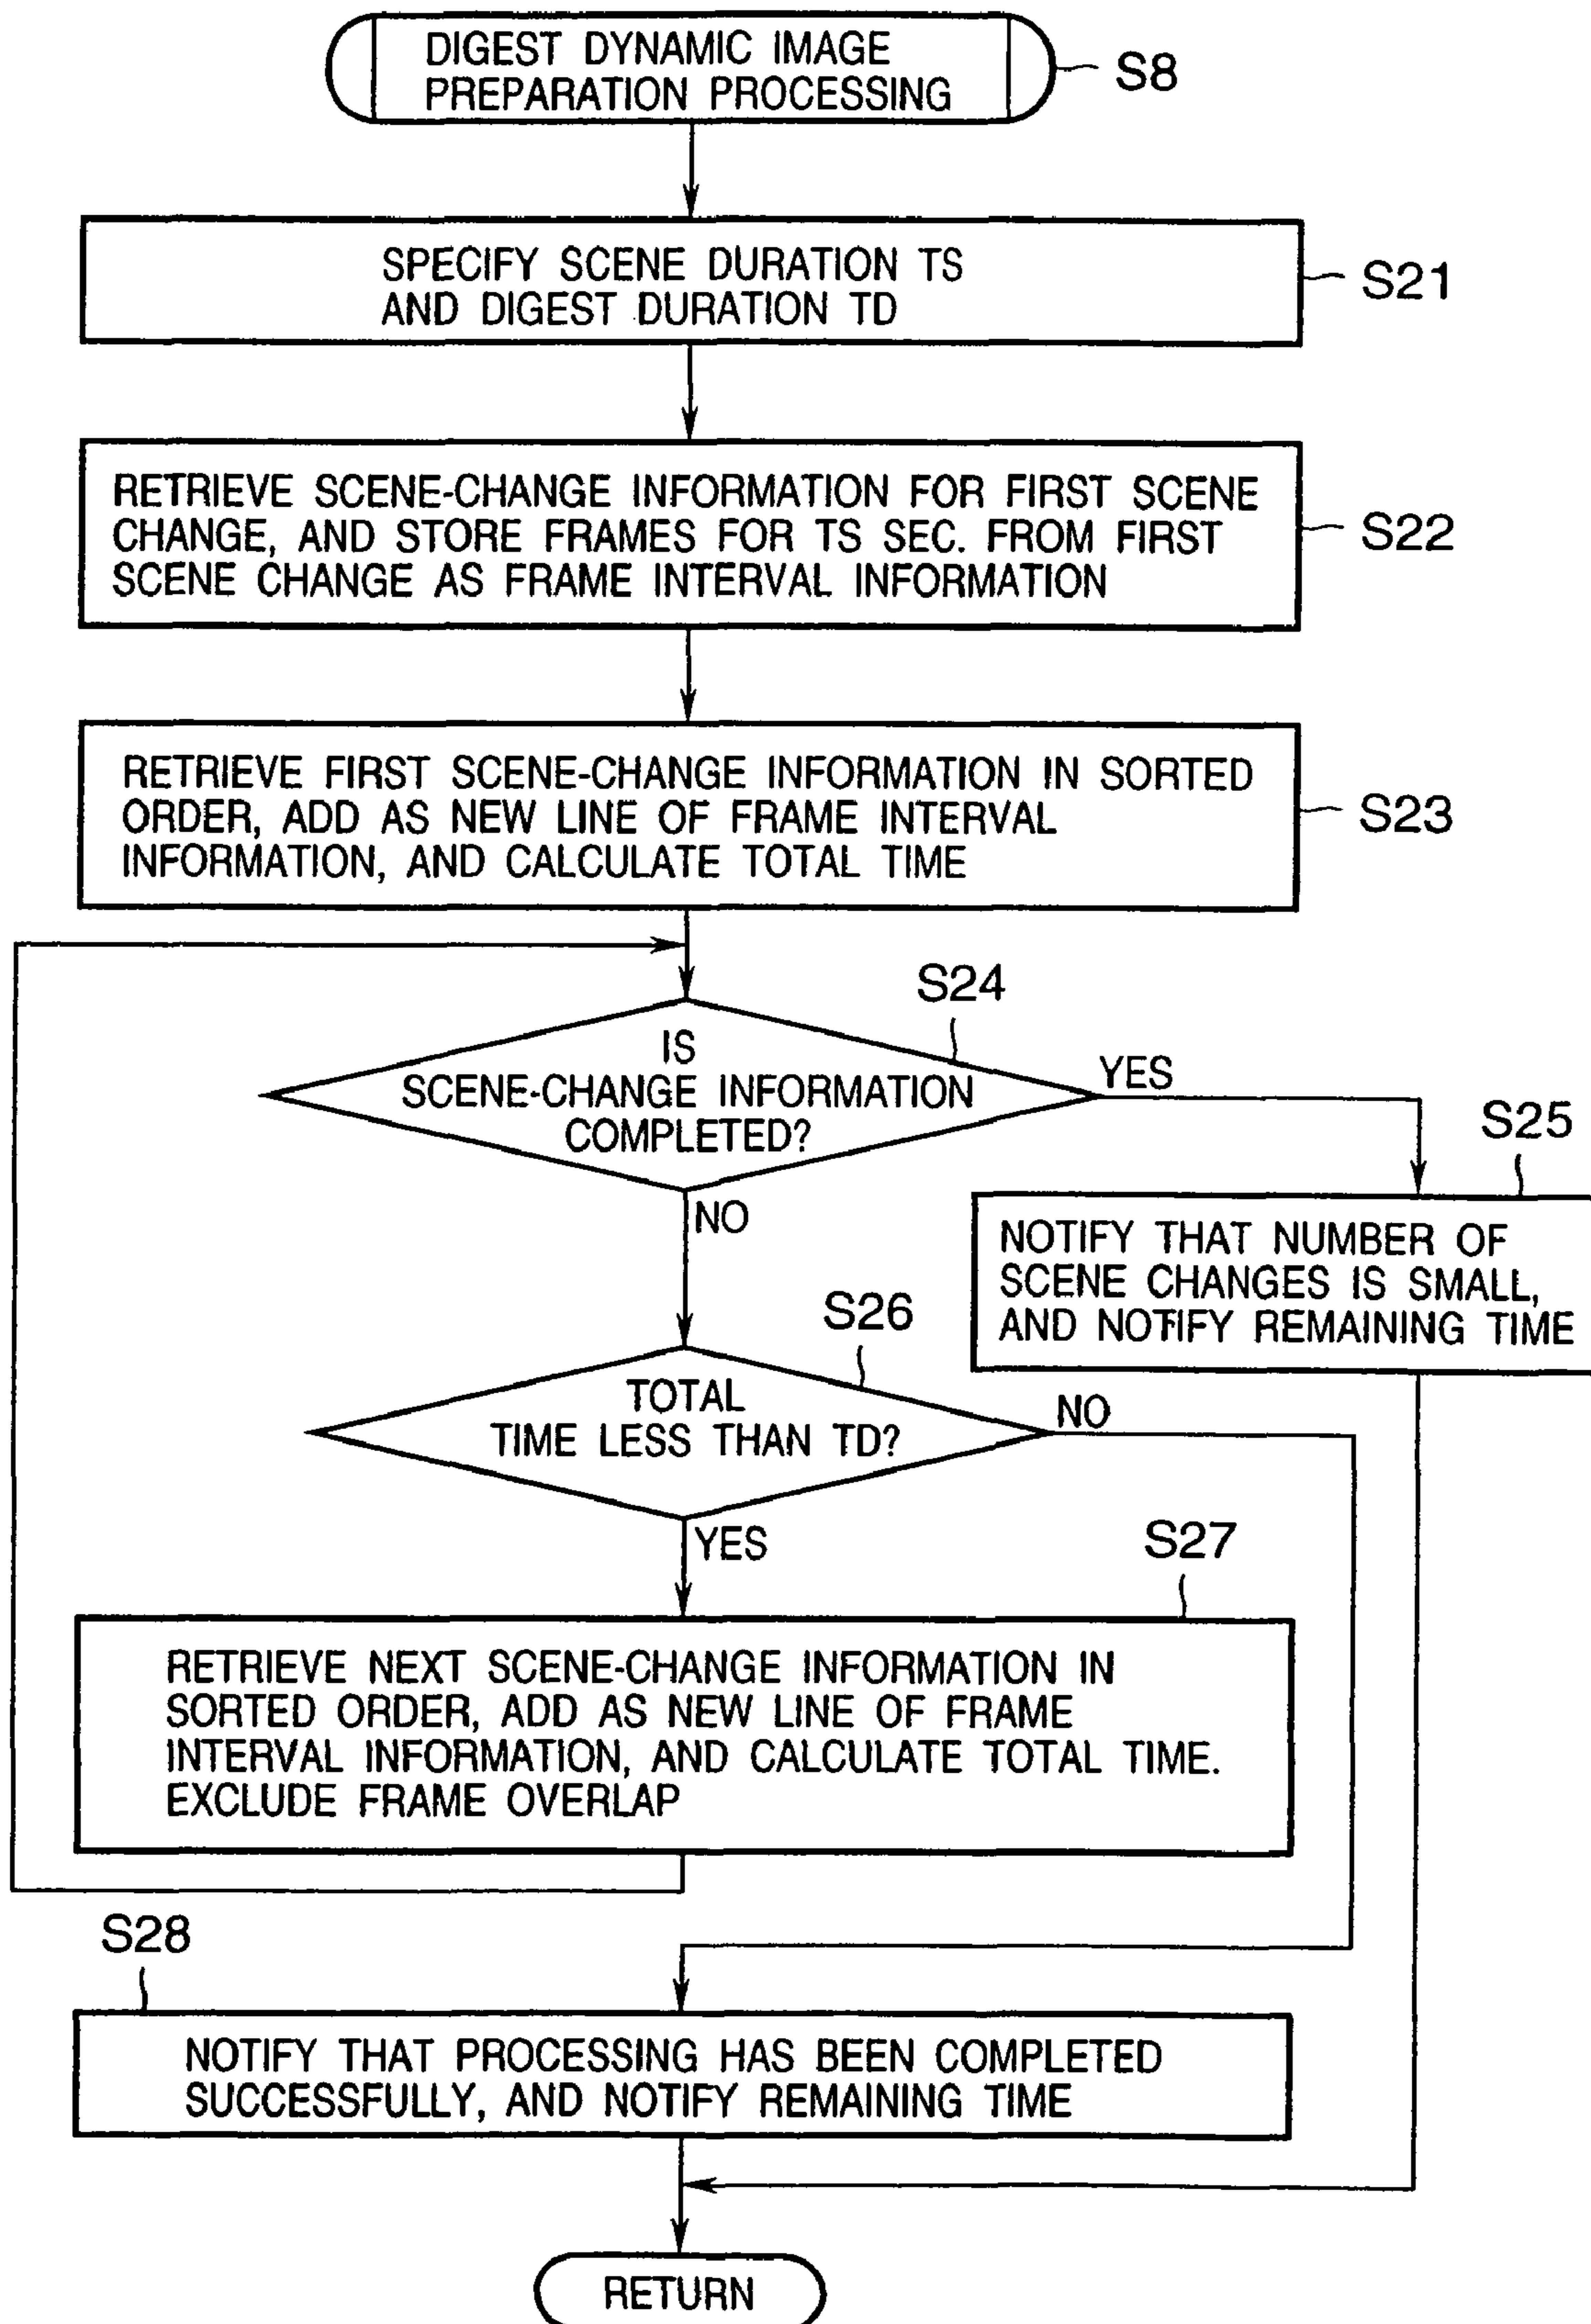 DIGEST DYNAMIC IMAGE
PREPARATION PROCESSING
S8
SPECIFY SCENE DURATION TS
AND DIGEST DURATION TD
S21
RETRIEVE SCENE-CHANGE INFORMATION FOR FIRST SCENE
CHANGE, AND STORE FRAMES FOR TS SEC. FROM FIRST
SCENE CHANGE AS FRAME INTERVAL INFORMATION
S22
RETRIEVE FIRST SCENE-CHANGE INFORMATION IN SORTED
ORDER, ADD AS NEW LINE OF FRAME INTERVAL
INFORMATION, AND CALCULATE TOTAL TIME
S23
S24
IS
SCENE-CHANGE INFORMATION
COMPLETED?
YES
NO
S25
NOTIFY THAT NUMBER OF
SCENE CHANGES IS SMALL,
AND NOTIFY REMAINING TIME
S26
TOTAL
TIME LESS THAN TD?
NO
YES
S27
RETRIEVE NEXT SCENE-CHANGE INFORMATION IN
SORTED ORDER, ADD AS NEW LINE OF FRAME
INTERVAL INFORMATION, AND CALCULATE TOTAL TIME.
EXCLUDE FRAME OVERLAP
S28
NOTIFY THAT PROCESSING HAS BEEN COMPLETED
SUCCESSFULLY, AND NOTIFY REMAINING TIME
RETURN